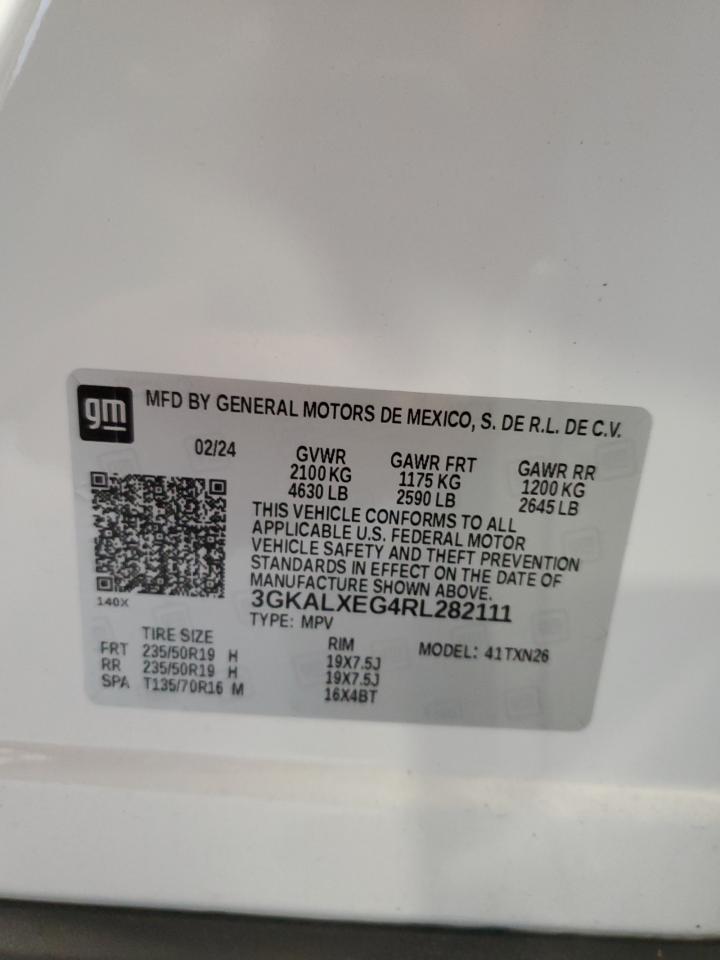 gm
MFD BY GENERAL MOTORS DE MEXICO, S. DE R.L. DE C.V.
02/24
GVWR GAWR FRT GAWR RR
2100 KG 1175 KG 1200 KG
4630 LB 2590 LB 2645 LB
THIS VEHICLE CONFORMS TO ALL
APPLICABLE U.S. FEDERAL MOTOR
VEHICLE SAFETY AND THEFT PREVENTION
STANDARDS IN EFFECT ON THE DATE OF
MANUFACTURE SHOWN ABOVE.
140X
3GKALXEG4RL282111
TYPE: MPV
TIRE SIZE RIM MODEL: 41TXN26
FRT 235/50R19 H 19X7.5J
RR 235/50R19 H 19X7.5J
SPA T135/70R16 M 16X4BT